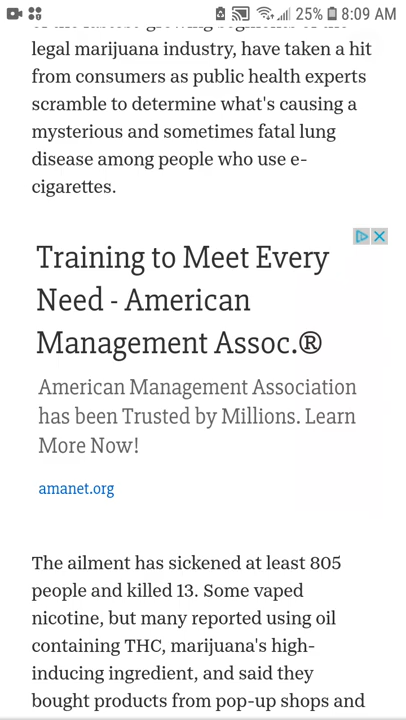 25% 8:09 AM
legal marijuana industry, have taken a hit
from consumers as public health experts
scramble to determine what's causing a
mysterious and sometimes fatal lung
disease among people who use e-
cigarettes.
Training to Meet Every
Need - American
Management Assoc.®
American Management Association
has been Trusted by Millions. Learn
More Now!
amanet.org
The ailment has sickened at least 805
people and killed 13. Some vaped
nicotine, but many reported using oil
containing THC, marijuana's high-
inducing ingredient, and said they
bought products from pop-up shops and